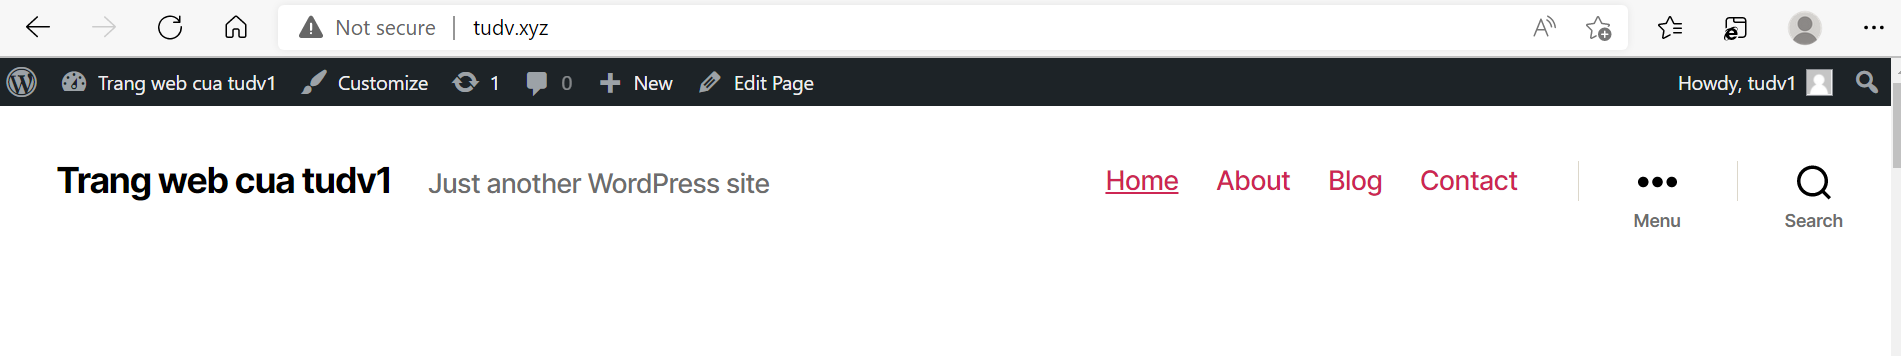 Not secure tudv.xyz
Trang web cua tudv1 Customize 1 0 New Edit Page Howdy, tudv1
Trang web cua tudv1 Just another WordPress site Home About Blog Contact
Menu Search